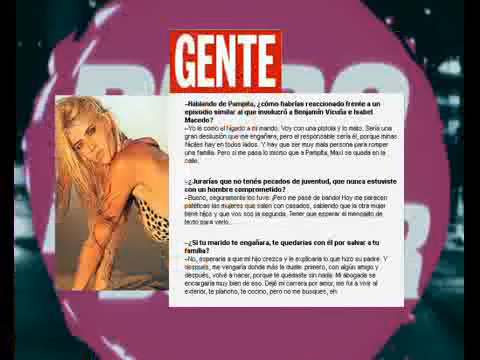 GENTE
–Hablando de Pampita, ¿cómo habrías reaccionado frente a un
episodio similar al que involucró a Benjamín Vicuña e Isabel
Macedo?
–Yo le como el hígado a mi marido. Voy con una pistola y lo mato. Sería una
gran desilusión que me engañara, pero el responsable sería él, porque minas
fáciles hay en todos lados. Y hay que ser muy mala persona para romper
una familia. Pero si me pasa lo mismo que a Pampita, Maxi se queda en la
calle.
–¿Jurarías que no tenés pecados de juventud, que nunca estuviste
con un hombre comprometido?
–Bueno, seguramente los tuve. ¡Pero me pasé de bando! Hoy me parecen
patéticas las mujeres que salen con casados, sabiendo que la otra mujer
tiene hijos y que vos sos la segunda. Tener que esperar el mensajito de
texto para verlo...
–¿Si tu marido te engañara, te quedarías con él por salvar a tu
familia?
–No, esperaría a que mi hijo crezca y le explicaría lo que hizo su padre. Y
después, me vengaría donde más le duele: primero, con algún amigo y
después, volvé a nacer, porque te quedaste sin nada. Mi abogada se
encargaría muy bien de eso. Dejé mi carrera por amor, me fui a vivir al
exterior, te plancho, te cocino, pero no me busques, eh.